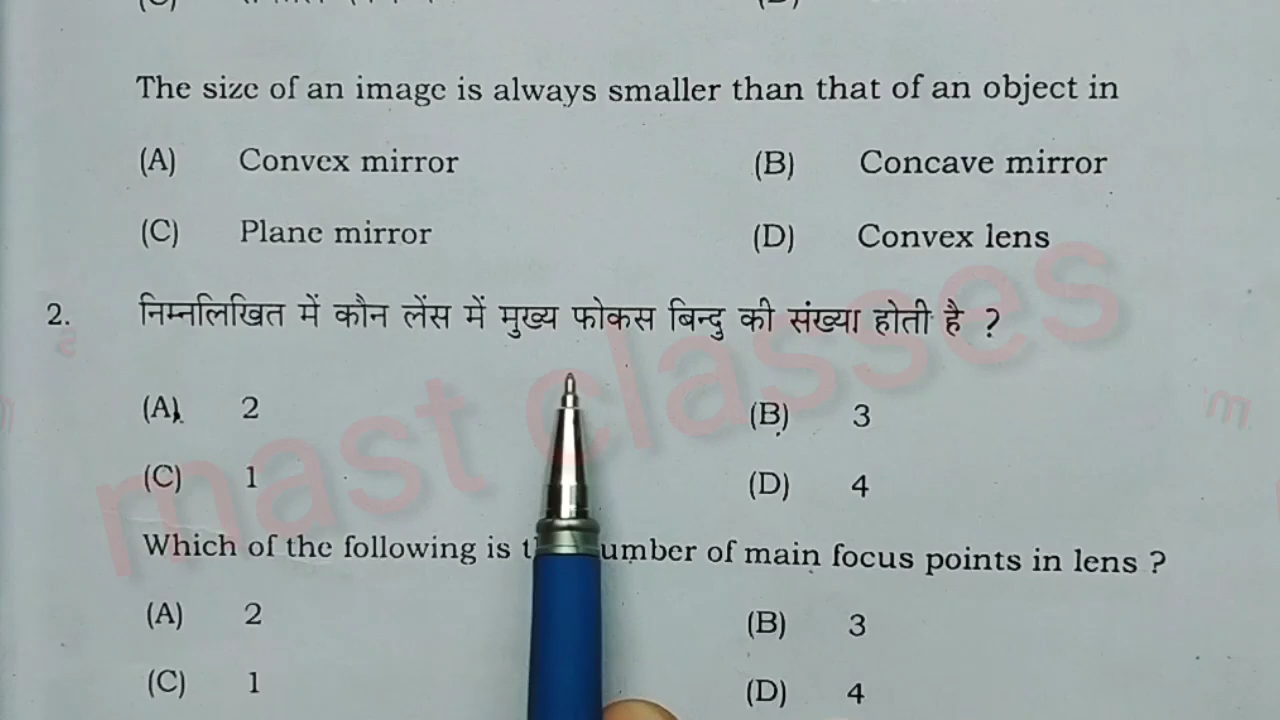 The size of an image is always smaller than that of an object in
(A) Convex mirror (B) Concave mirror
(C) Plane mirror (D) Convex lens
2. निम्नलिखित में कौन लेंस में मुख्य फोकस बिन्दु की संख्या होती है ?
(A) 2 (B) 3
(C) 1 (D) 4
Which of the following is umber of main focus points in lens ?
(A) 2 (B) 3
(C) 1 (D) 4
mast classes